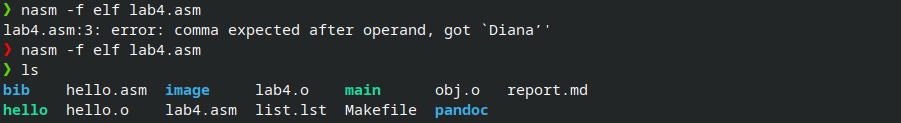 ❯ nasm -f elf lab4.asm
lab4.asm:3: error: comma expected after operand, got `Diana’'
❯ nasm -f elf lab4.asm
❯ ls
bib hello.asm image lab4.o main obj.o report.md
hello hello.o lab4.asm list.lst Makefile pandoc